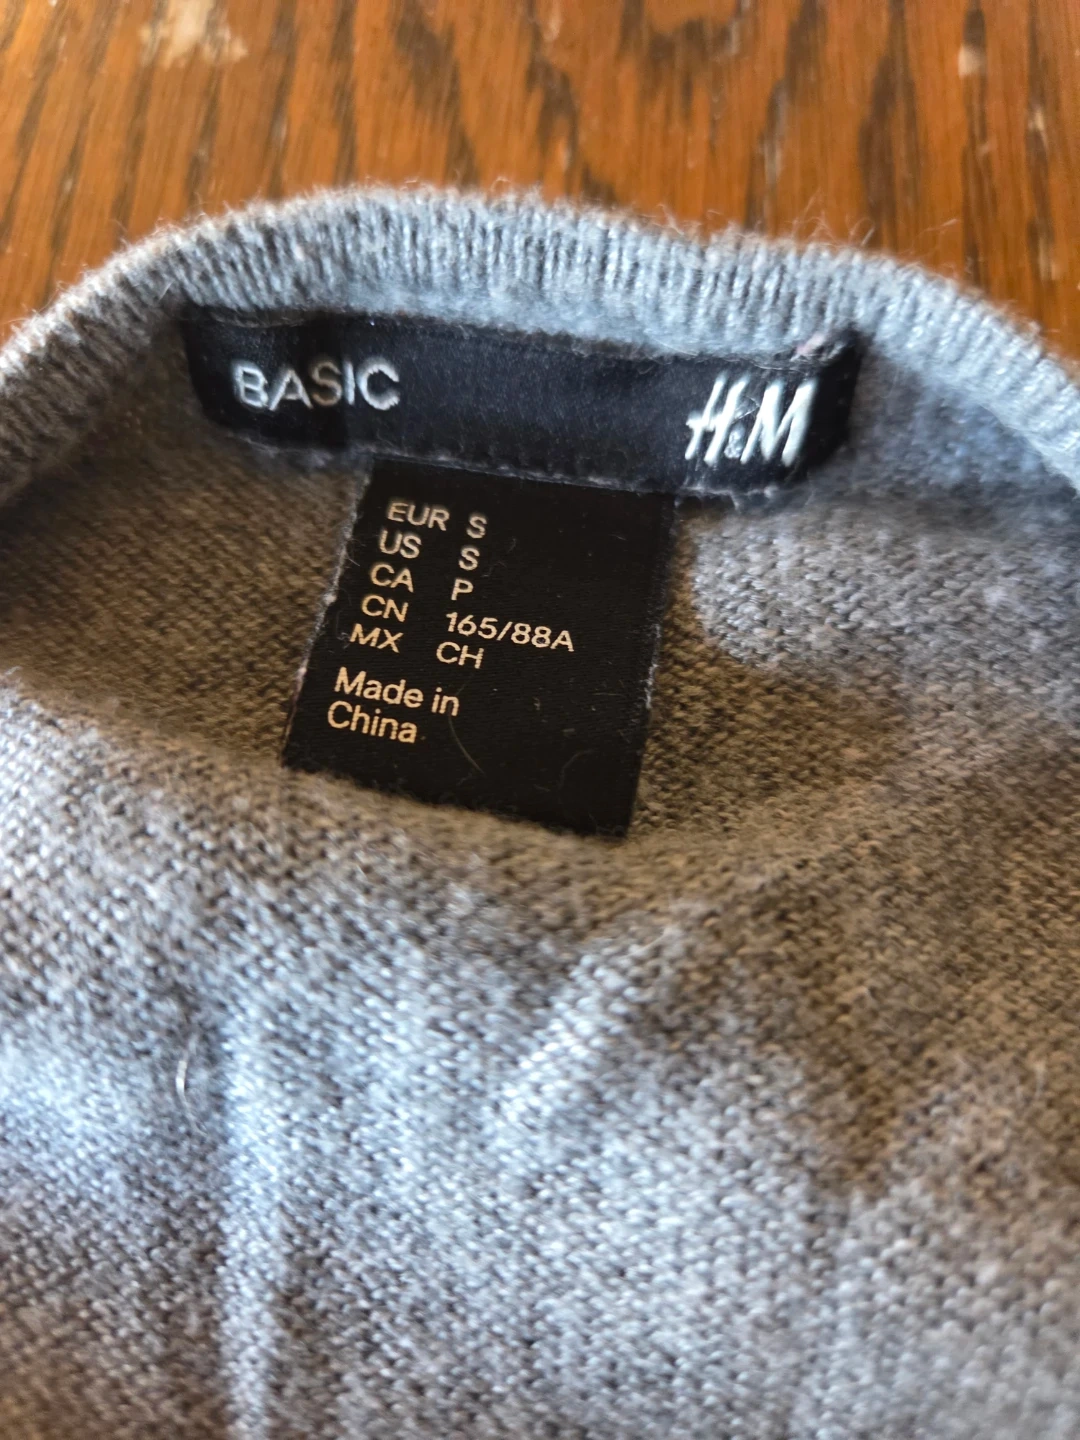 BASIC H&M
EUR S
US S
CA P
CN 165/88A
MX CH
Made in
China